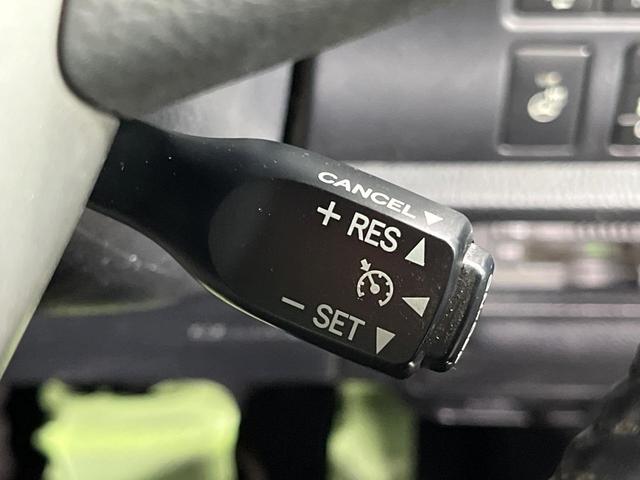 CANCEL ▼
+ RES ▲
− SET ▼